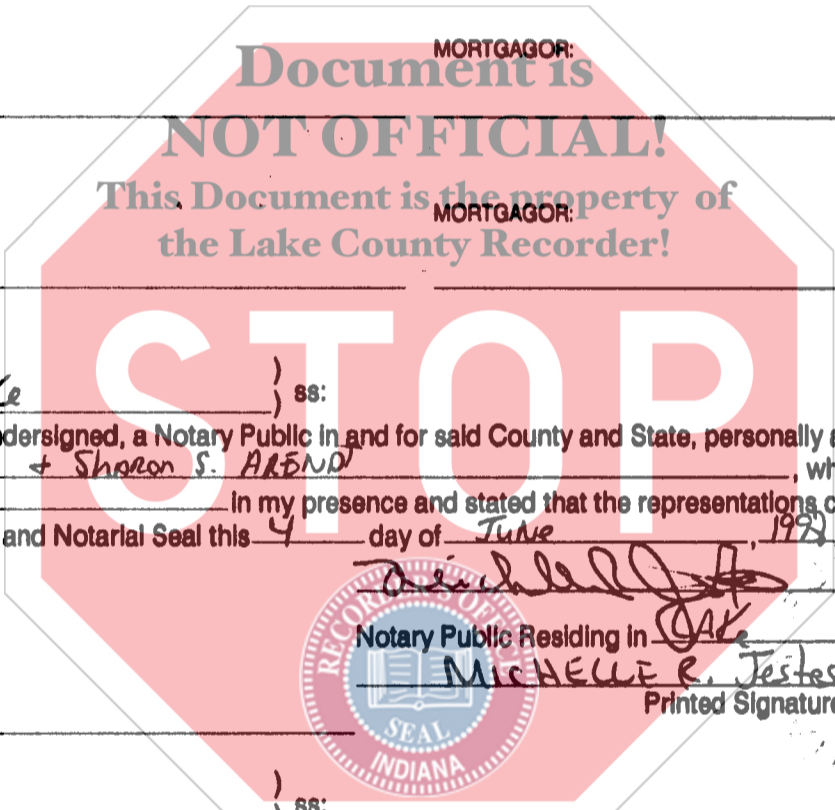 MORTGAGOR:
Document is
NOT OFFICIAL!
This Document is the property of
MORTGAGOR:
the Lake County Recorder!
STOP
) ss:
)
dersigned, a Notary Public in and for said County and State, personally a
+ Sharon S. AREND , wh
in my presence and stated that the representations c
and Notarial Seal this 4 day of June , 1992
Notary Public Residing in LAKe
MICHELLE R. Jestes
Printed Signature
RECORDER'S OFFICE
SEAL
INDIANA
)
ss: